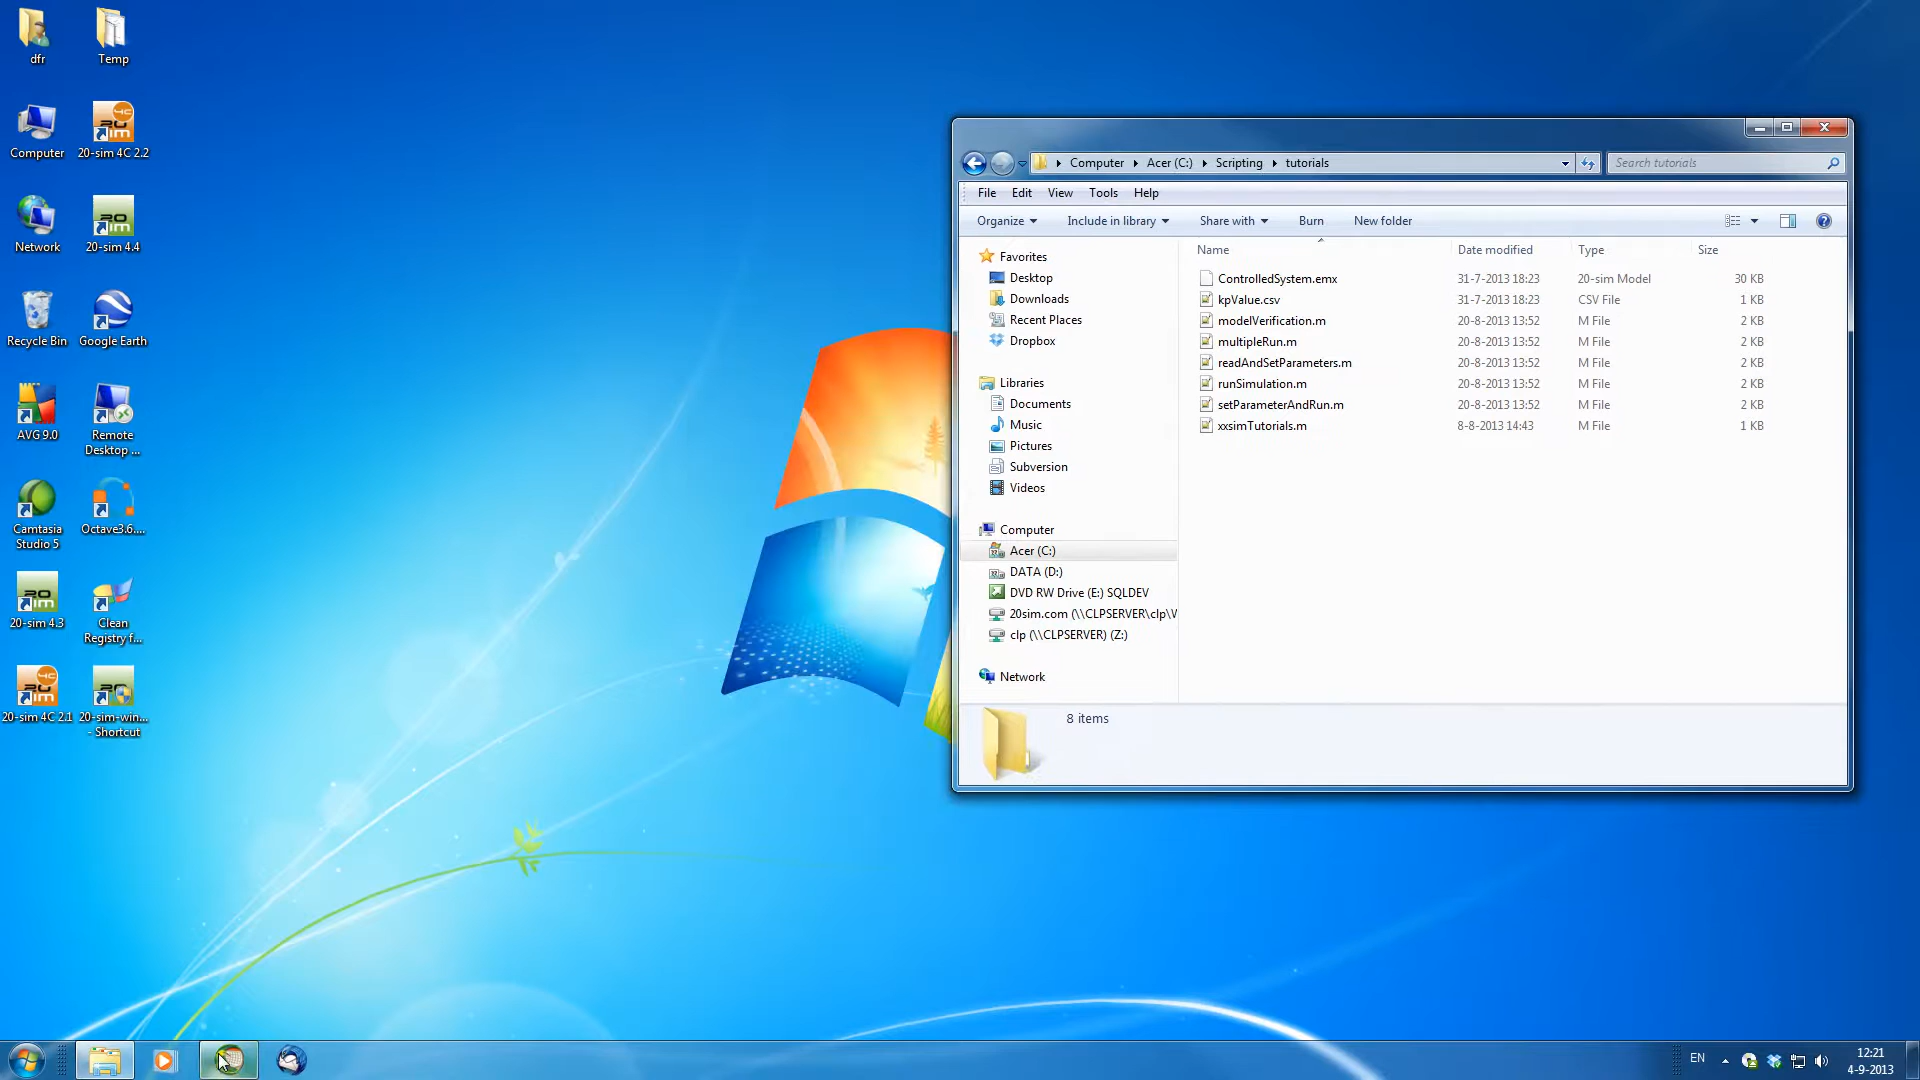 dfr
Temp
Computer
20-sim 4C 2.2
Network
20-sim 4.4
Recycle Bin
Google Earth
AVG 9.0
Remote
Desktop ...
Camtasia
Studio 5
Octave3.6....
20-sim 4.3
Clean
Registry f...
20-sim 4C 2.1
20-sim-win...
- Shortcut
Computer
Acer (C:)
Scripting
tutorials
Search tutorials
File
Edit
View
Tools
Help
Organize
Include in library
Share with
Burn
New folder
Favorites
Desktop
Downloads
Recent Places
Dropbox
Libraries
Documents
Music
Pictures
Subversion
Videos
Computer
Acer (C:)
DATA (D:)
DVD RW Drive (E:) SQLDEV
20sim.com (\\CLPSERVER\clp\V
clp (\\CLPSERVER) (Z:)
Network
Name Date modified Type Size
ControlledSystem.emx 31-7-2013 18:23 20-sim Model 30 KB
kpValue.csv 31-7-2013 18:23 CSV File 1 KB
modelVerification.m 20-8-2013 13:52 M File 2 KB
multipleRun.m 20-8-2013 13:52 M File 2 KB
readAndSetParameters.m 20-8-2013 13:52 M File 2 KB
runSimulation.m 20-8-2013 13:52 M File 2 KB
setParameterAndRun.m 20-8-2013 13:52 M File 2 KB
xxsimTutorials.m 8-8-2013 14:43 M File 1 KB
8 items
EN
12:21
4-9-2013